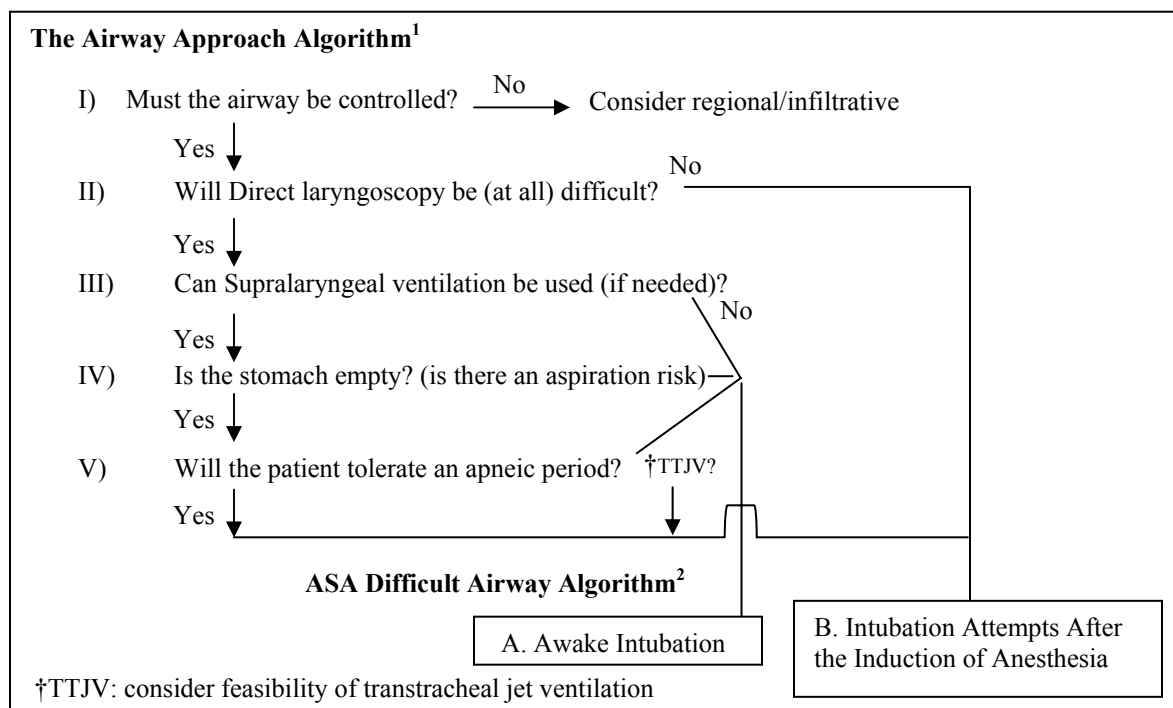 The Airway Approach Algorithm1
I) Must the airway be controlled? No Consider regional/infiltrative
Yes
No
II) Will Direct laryngoscopy be (at all) difficult?
Yes
III) Can Supralaryngeal ventilation be used (if needed)?
No
Yes
IV) Is the stomach empty? (is there an aspiration risk)
Yes
V) Will the patient tolerate an apneic period? †TTJV?
Yes
ASA Difficult Airway Algorithm2
A. Awake Intubation
B. Intubation Attempts After
the Induction of Anesthesia
†TTJV: consider feasibility of transtracheal jet ventilation